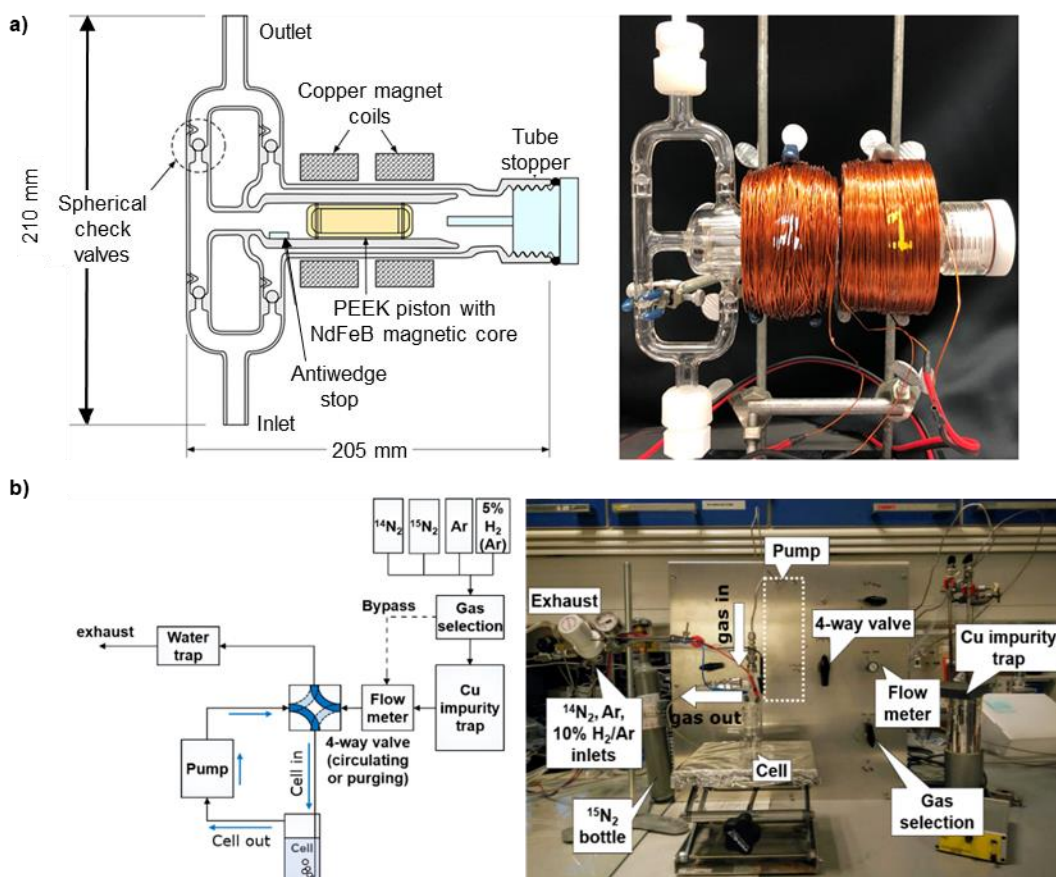 a)
Outlet
Copper magnet
coils
Tube
stopper
210 mm
Spherical
check
valves
PEEK piston with
NdFeB magnetic core
Antiwedge
stop
Inlet
205 mm
b)
¹⁴N₂
¹⁵N₂
Ar
5%
H₂
(Ar)
Bypass
Gas
selection
exhaust
Water
trap
Flow
meter
Cu
impurity
trap
4-way valve
(circulating
or purging)
Pump
Cell in
Cell out
Cell
Pump
Exhaust
gas in
4-way valve
Cu impurity
trap
gas out
Flow
meter
¹⁴N₂, Ar,
10% H₂/Ar
inlets
Cell
¹⁵N₂
bottle
Gas
selection